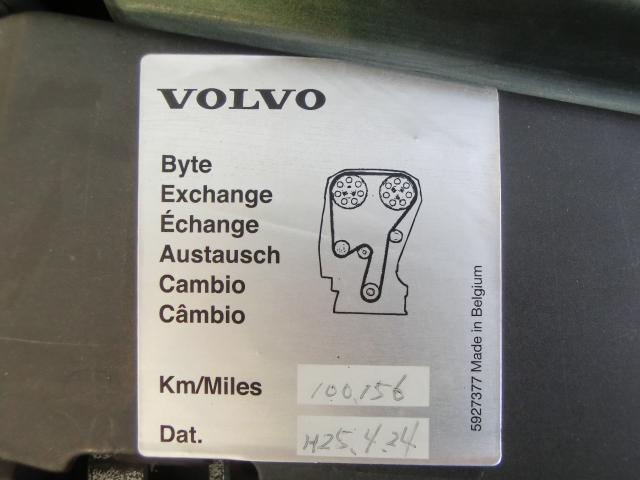 VOLVO
Byte
Exchange
Échange
Austausch
Cambio
Câmbio
Km/Miles 100,156
Dat. H25.4.24
5927377 Made in Belgium